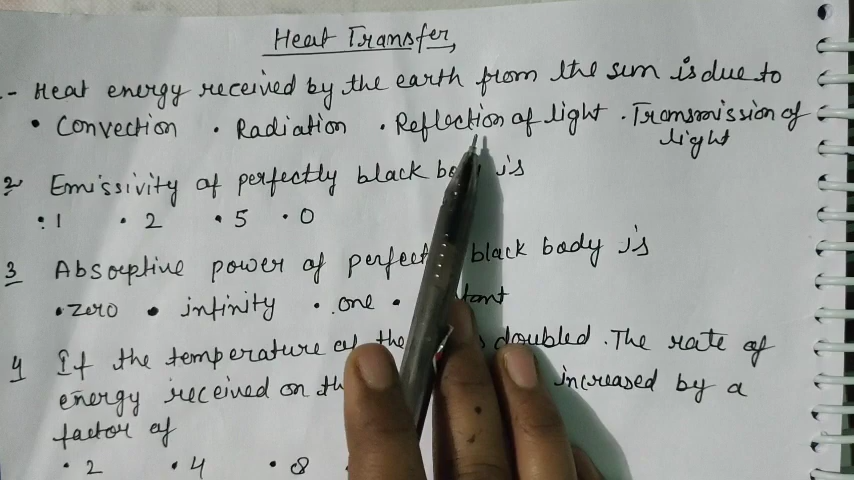 Heat Transfer,
- Heat energy received by the earth from the sun is due to
• Convection • Radiation • Reflection of light • Transmission of
light
2 Emissivity of perfectly black is
• 1 • 2 • 5 • 0
3 Absorptive power of black body is
• zero • infinity • one •
4 If the temperature of the doubled. The rate of
energy received on increased by a
factor of
• 2 • 4 • 8